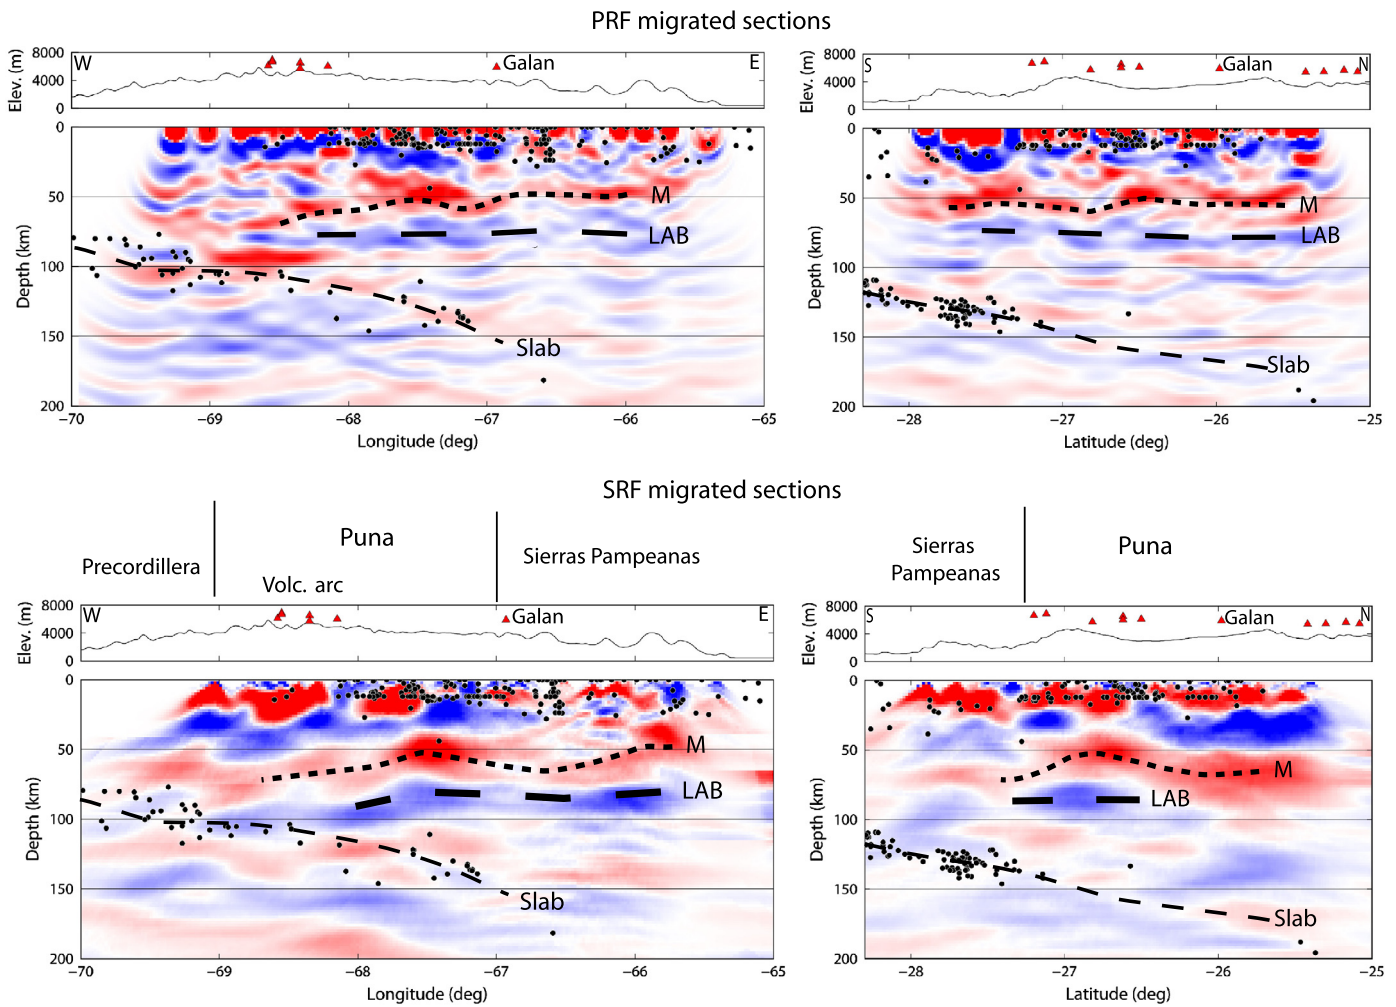 PRF migrated sections
Elev. (m)
8000
4000
0
W
Galan
E
Elev. (m)
8000
4000
0
S
Galan
N
Depth (km)
0
50
100
150
200
M
LAB
Slab
−70
−69
−68
−67
−66
−65
Longitude (deg)
Depth (km)
0
50
100
150
200
M
LAB
Slab
−28
−27
−26
−25
Latitude (deg)
SRF migrated sections
Precordillera
Puna
Volc. arc
Sierras Pampeanas
Sierras
Pampeanas
Puna
Elev. (m)
8000
4000
0
W
Galan
E
Elev. (m)
8000
4000
0
S
Galan
N
Depth (km)
0
50
100
150
200
M
LAB
Slab
−70
−69
−68
−67
−66
−65
Longitude (deg)
Depth (km)
0
50
100
150
200
M
LAB
Slab
−28
−27
−26
−25
Latitude (deg)